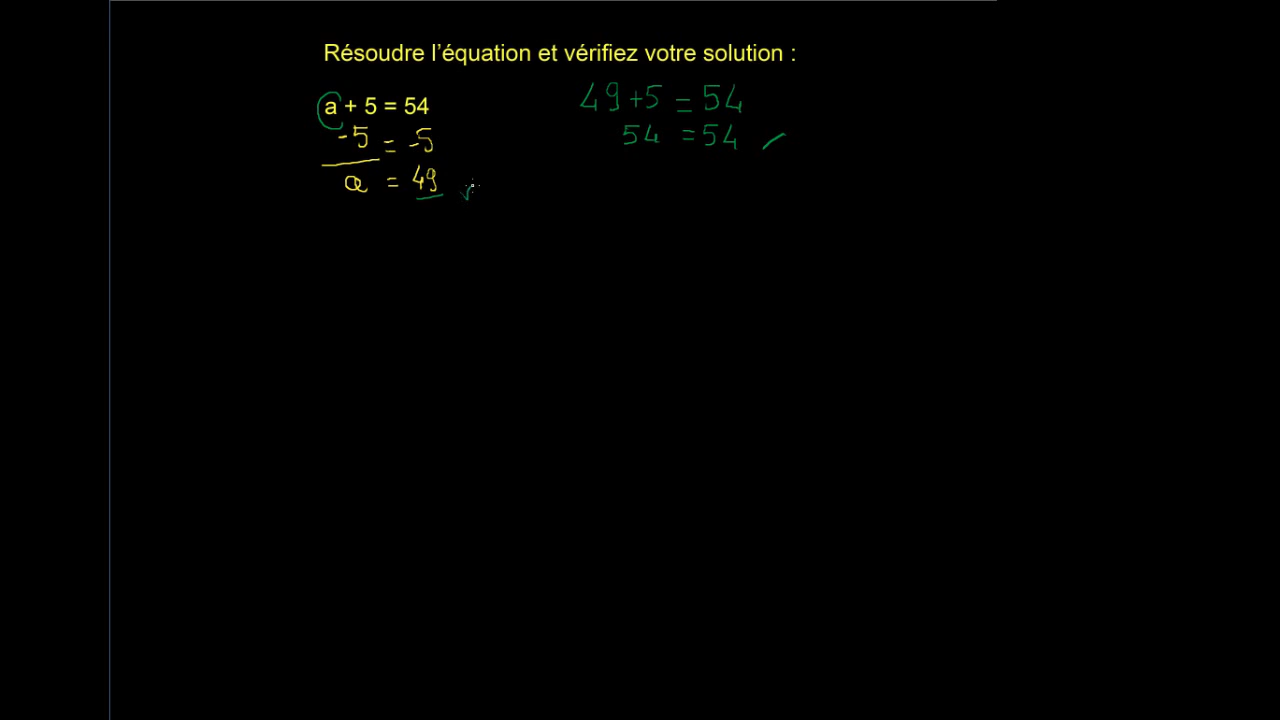 Résoudre l’équation et vérifiez votre solution :
a + 5 = 54
-5 = -5
a = 49 ✓
49 + 5 = 54
54 = 54 ✓